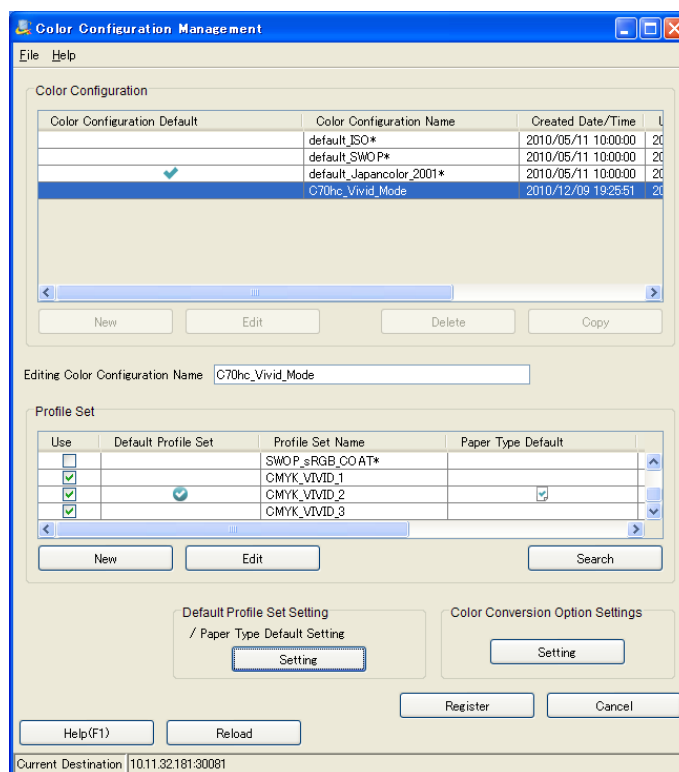 Color Configuration Management
File Help
Color Configuration
Color Configuration Default Color Configuration Name Created Date/Time
default_ISO* 2010/05/11 10:00:00 20
default_SWOP* 2010/05/11 10:00:00 20
default_Japancolor_2001* 2010/05/11 10:00:00 20
C70hc_Vivid_Mode 2010/12/09 19:25:51 20
New Edit Delete Copy
Editing Color Configuration Name C70hc_Vivid_Mode
Profile Set
Use Default Profile Set Profile Set Name Paper Type Default
SWOP_sRGB_COAT*
CMYK_VIVID_1
CMYK_VIVID_2
CMYK_VIVID_3
New Edit Search
Default Profile Set Setting Color Conversion Option Settings
/ Paper Type Default Setting
Setting Setting
Register Cancel
Help(F1) Reload
Current Destination 10.11.32.181:30081